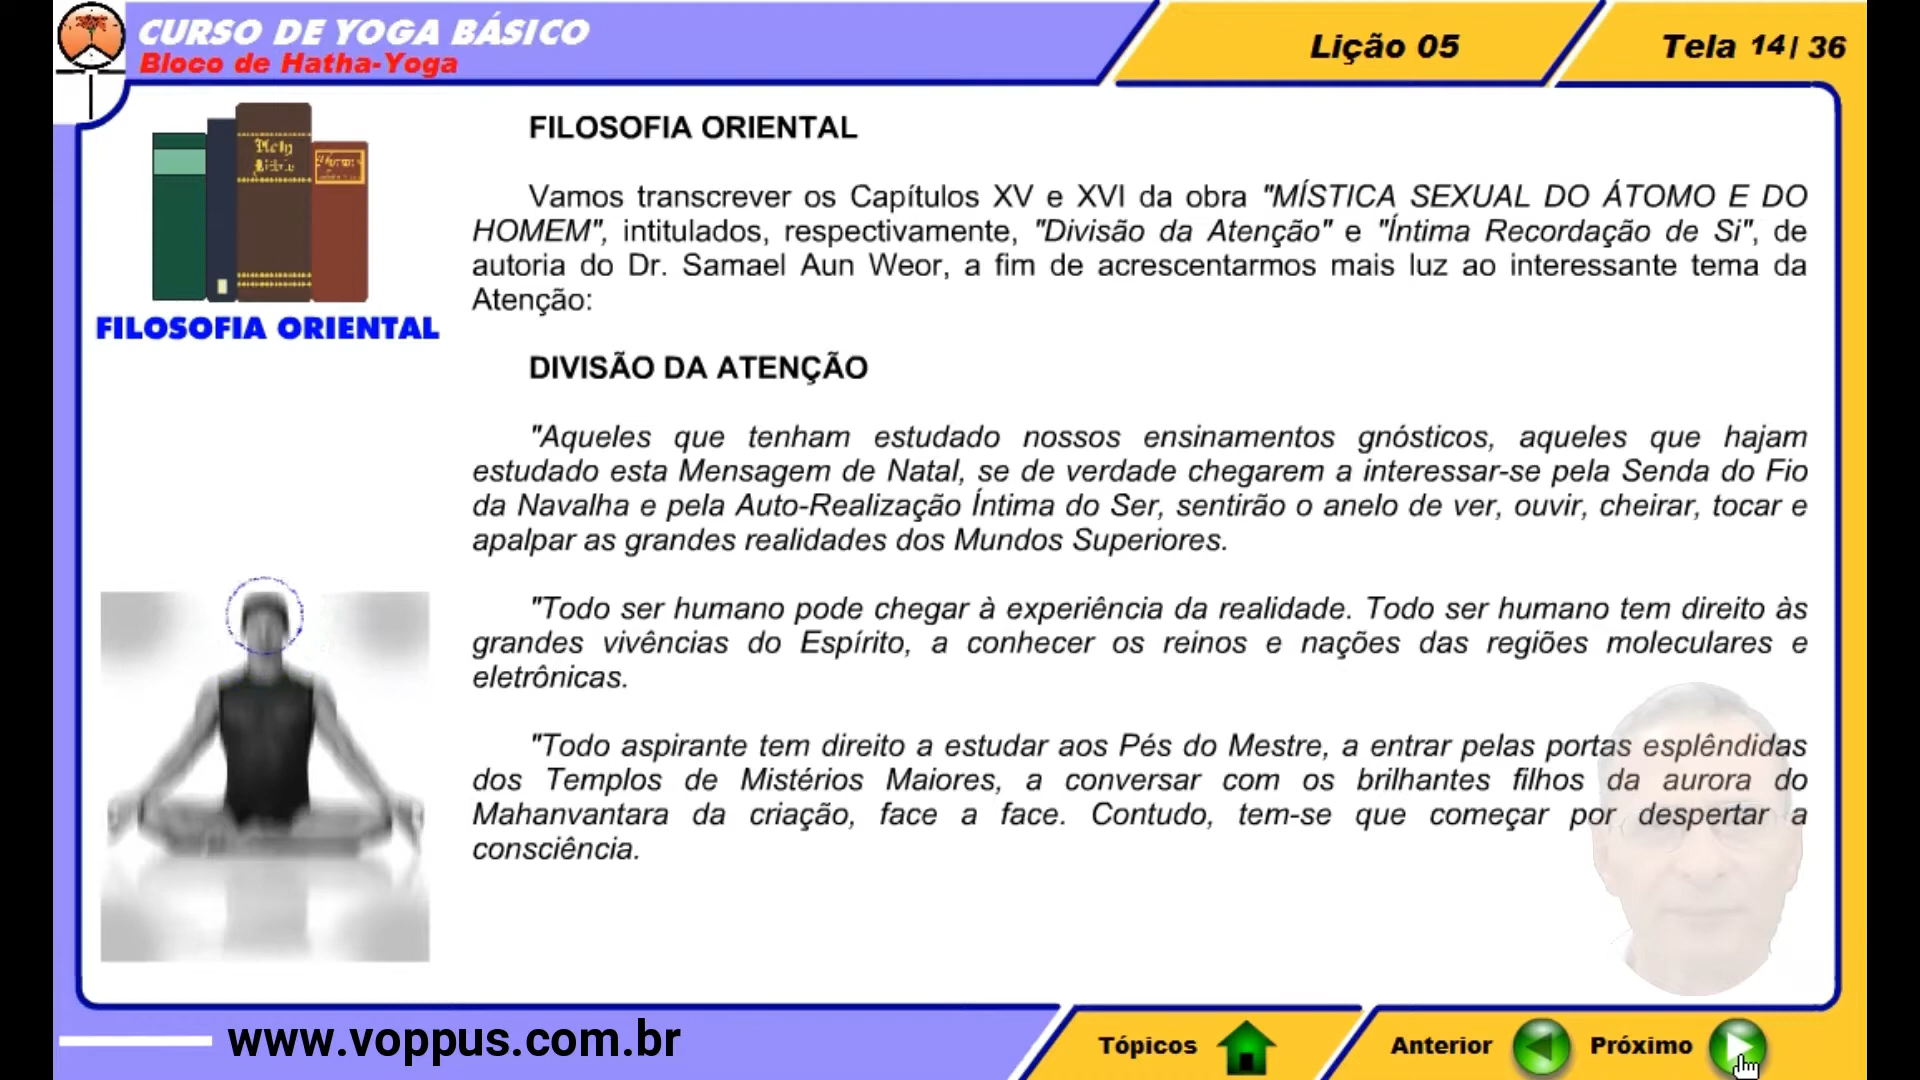 CURSO DE YOGA BÁSICO
Bloco de Hatha-Yoga
Lição 05
Tela 14 / 36
Holy
FILOSOFIA ORIENTAL
FILOSOFIA ORIENTAL
Vamos transcrever os Capítulos XV e XVI da obra "MÍSTICA SEXUAL DO ÁTOMO E DO
HOMEM", intitulados, respectivamente, "Divisão da Atenção" e "Íntima Recordação de Si", de
autoria do Dr. Samael Aun Weor, a fim de acrescentarmos mais luz ao interessante tema da
Atenção:
DIVISÃO DA ATENÇÃO
"Aqueles que tenham estudado nossos ensinamentos gnósticos, aqueles que hajam
estudado esta Mensagem de Natal, se de verdade chegarem a interessar-se pela Senda do Fio
da Navalha e pela Auto-Realização Íntima do Ser, sentirão o anelo de ver, ouvir, cheirar, tocar e
apalpar as grandes realidades dos Mundos Superiores.
"Todo ser humano pode chegar à experiência da realidade. Todo ser humano tem direito às
grandes vivências do Espírito, a conhecer os reinos e nações das regiões moleculares e
eletrônicas.
"Todo aspirante tem direito a estudar aos Pés do Mestre, a entrar pelas portas esplêndidas
dos Templos de Mistérios Maiores, a conversar com os brilhantes filhos da aurora do
Mahanvantara da criação, face a face. Contudo, tem-se que começar por despertar a
consciência.
www.voppus.com.br
Tópicos
Anterior
Próximo